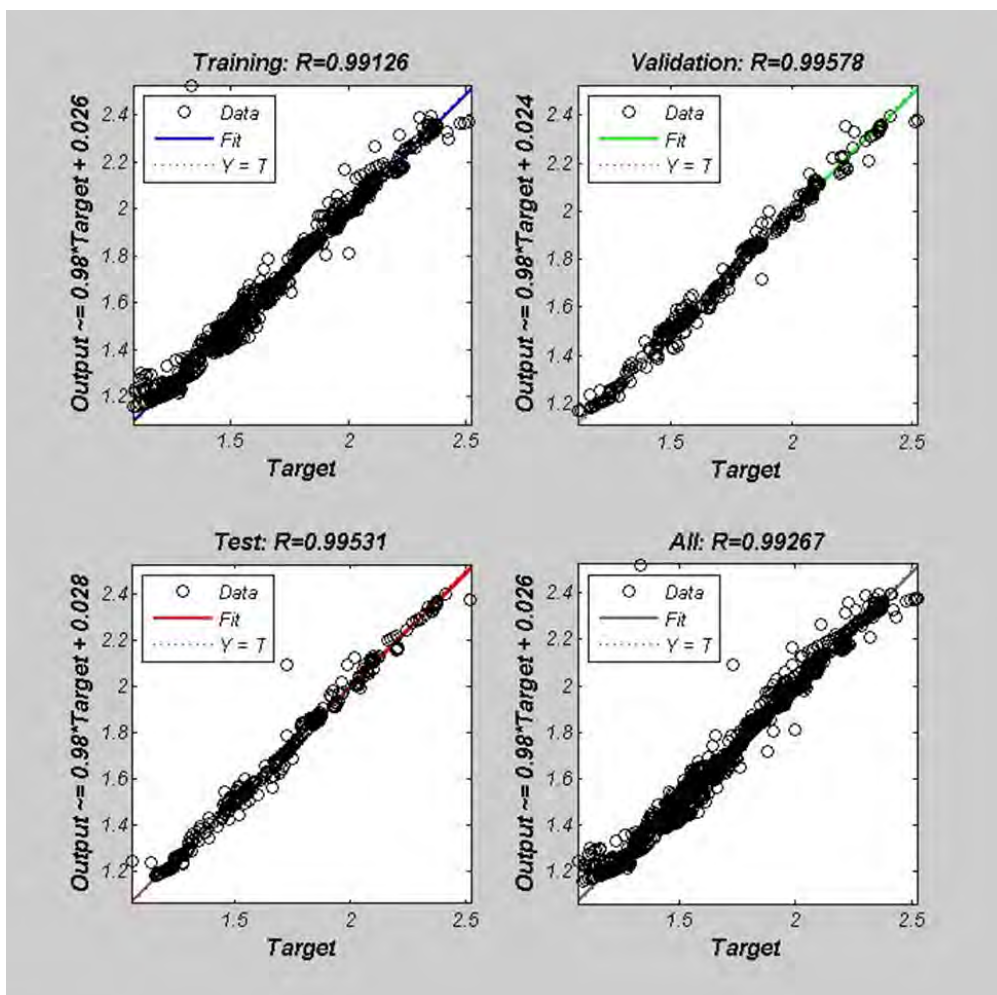 Training: R=0.99126
Output ~= 0.98*Target + 0.026
Data
Fit
Y = T
2.4
2.2
2
1.8
1.6
1.4
1.2
1.5
2
2.5
Target
Validation: R=0.99578
Output ~= 0.98*Target + 0.024
Data
Fit
Y = T
2.4
2.2
2
1.8
1.6
1.4
1.2
1.5
2
2.5
Target
Test: R=0.99531
Output ~= 0.98*Target + 0.028
Data
Fit
Y = T
2.4
2.2
2
1.8
1.6
1.4
1.2
1.5
2
2.5
Target
All: R=0.99267
Output ~= 0.98*Target + 0.026
Data
Fit
Y = T
2.4
2.2
2
1.8
1.6
1.4
1.2
1.5
2
2.5
Target